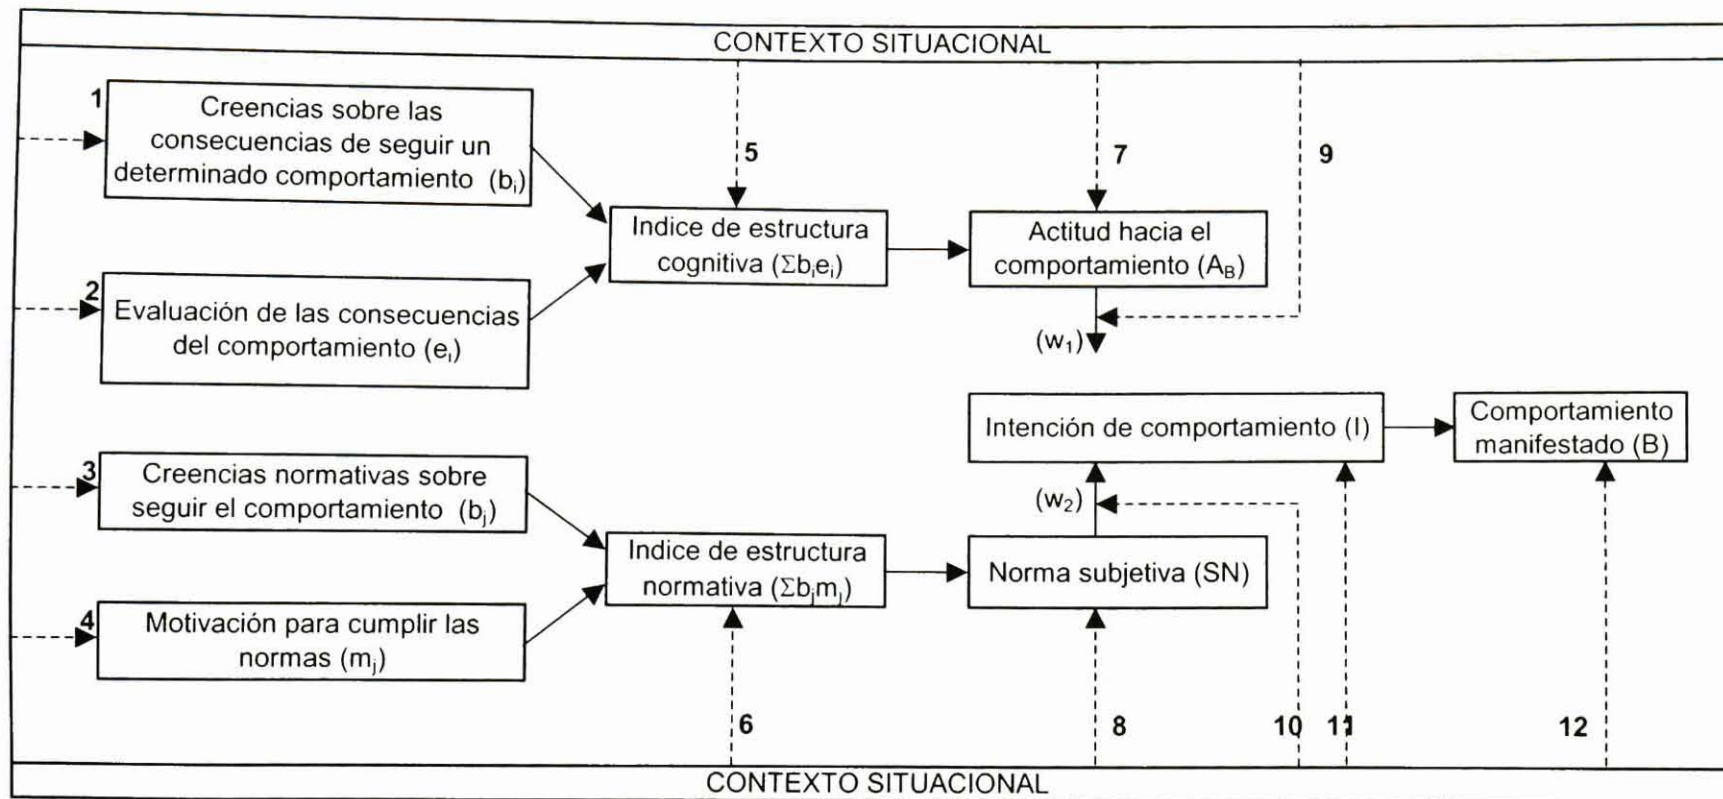 CONTEXTO SITUACIONAL
1
Creencias sobre las
consecuencias de seguir un
determinado comportamiento (bᵢ)
5
7
9
Indice de estructura
cognitiva (Σbᵢeᵢ)
Actitud hacia el
comportamiento (A_B)
2
Evaluación de las consecuencias
del comportamiento (eᵢ)
(w₁)
Intención de comportamiento (I)
Comportamiento
manifestado (B)
3
Creencias normativas sobre
seguir el comportamiento (bⱼ)
(w₂)
Indice de estructura
normativa (Σbⱼmⱼ)
Norma subjetiva (SN)
4
Motivación para cumplir las
normas (mⱼ)
6
8
10
11
12
CONTEXTO SITUACIONAL